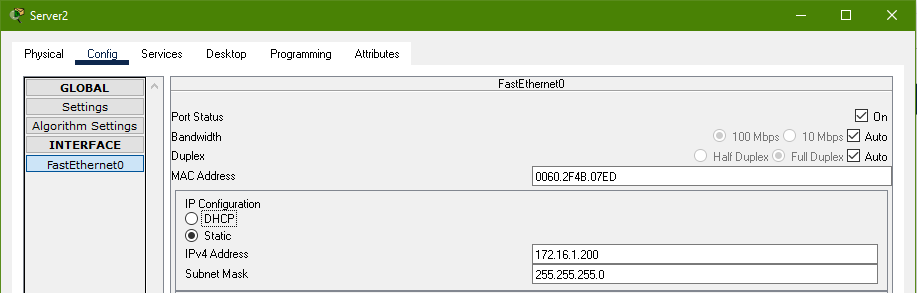 Server2
Physical Config Services Desktop Programming Attributes
GLOBAL
Settings
Algorithm Settings
INTERFACE
FastEthernet0
FastEthernet0
Port Status On
Bandwidth 100 Mbps 10 Mbps Auto
Duplex Half Duplex Full Duplex Auto
MAC Address 0060.2F4B.07ED
IP Configuration
DHCP
Static
IPv4 Address 172.16.1.200
Subnet Mask 255.255.255.0